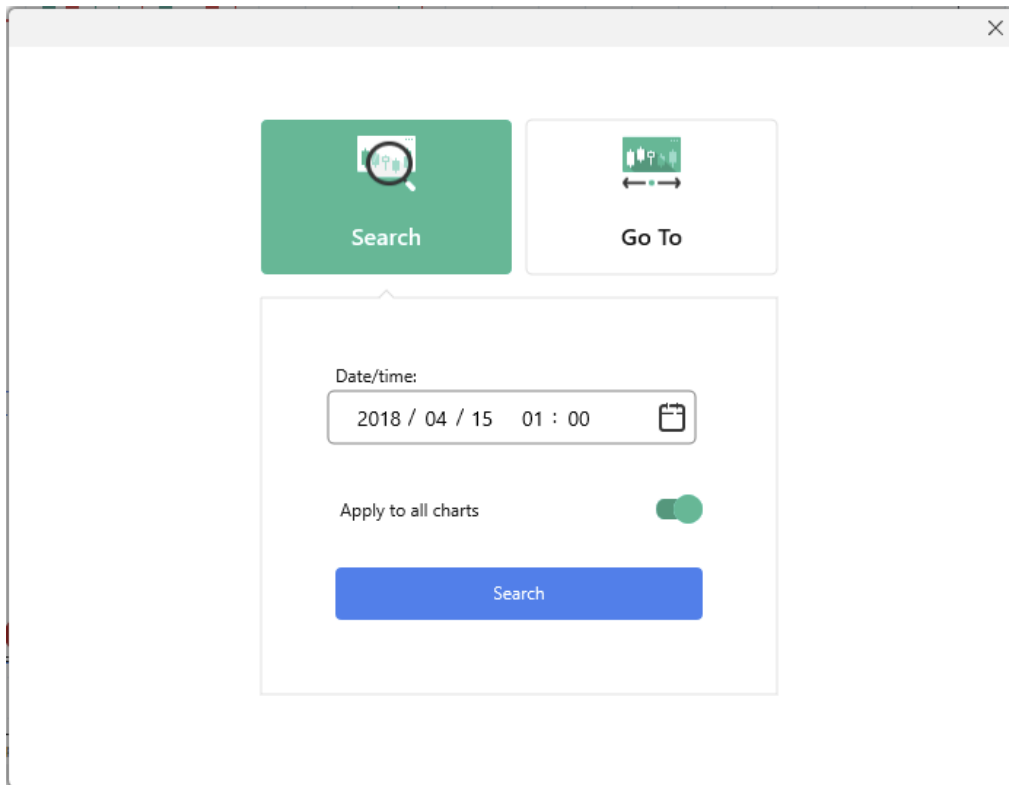 Search
Go To
Date/time:
2018 / 04 / 15 01 : 00
Apply to all charts
Search